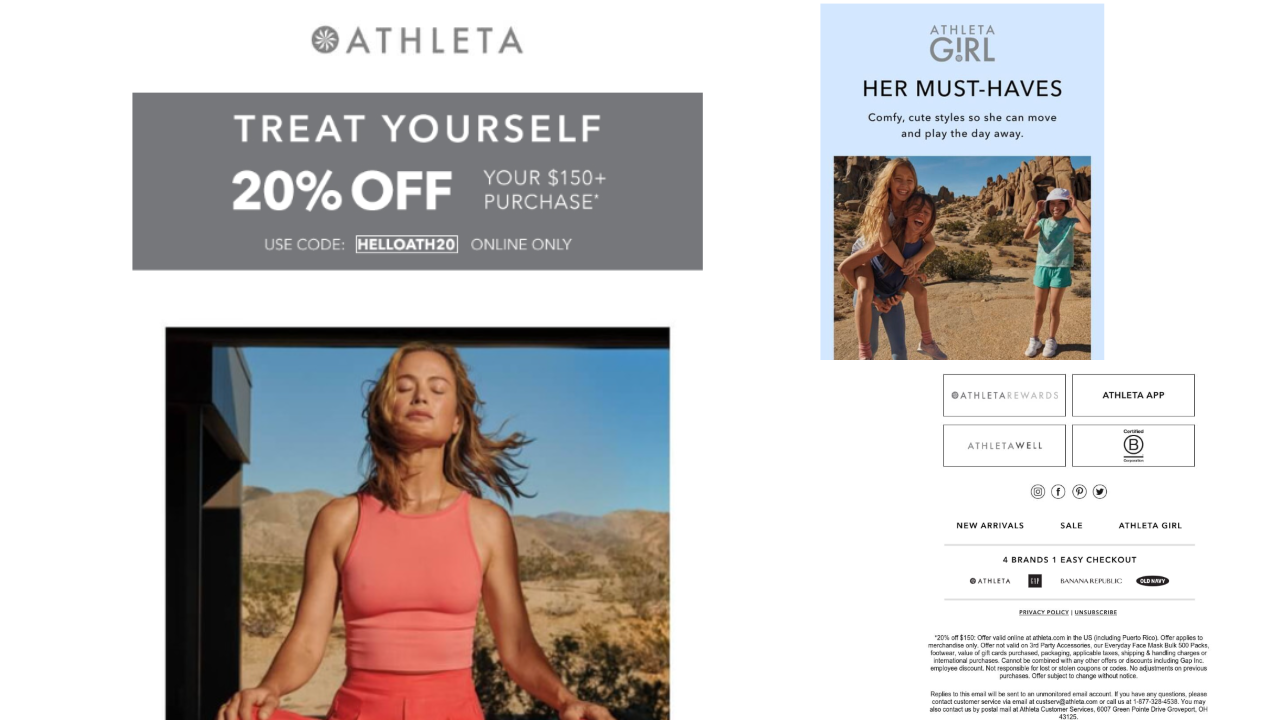 ATHLETA
TREAT YOURSELF
20% OFF
YOUR $150+
PURCHASE*
USE CODE: HELLOATH20 ONLINE ONLY
ATHLETA
G!RL
HER MUST-HAVES
Comfy, cute styles so she can move
and play the day away.
ATHLETAREWARDS
ATHLETA APP
ATHLETAWELL
Certified
B
Corporation
NEW ARRIVALS SALE ATHLETA GIRL
4 BRANDS 1 EASY CHECKOUT
ATHLETA GAP BANANA REPUBLIC OLD NAVY
PRIVACY POLICY | UNSUBSCRIBE
*20% off $150: Offer valid online at athleta.com in the US (including Puerto Rico). Offer applies to
merchandise only. Offer not valid on 3rd Party Accessories, our Everyday Face Mask Bulk 500 Packs,
footwear, value of gift cards purchased, packaging, applicable taxes, shipping & handling charges or
international purchases. Cannot be combined with any other offers or discounts including Gap Inc.
employee discount. Not responsible for lost or stolen coupons or codes. No adjustments on previous
purchases. Offer subject to change without notice.
Replies to this email will be sent to an unmonitored email account. If you have any questions, please
contact customer service via email at custserv@athleta.com or call us at 1-877-328-4538. You may
also contact us by postal mail at Athleta Customer Services, 6007 Green Pointe Drive Groveport, OH
43125.